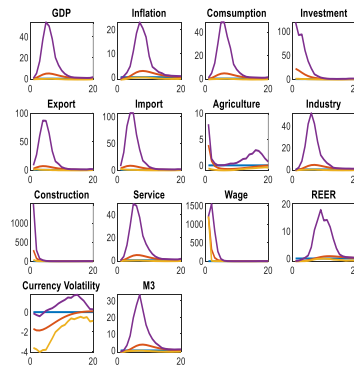 GDP Inflation Comsumption Investment
40 20 0 0 20
20 10 0 0 20
40 20 0 0 20
100 50 0 0 20
Export Import Agriculture Industry
100 50 0 0 20
100 50 0 0 20
10 0 0 20
40 20 0 0 20
Construction Service Wage REER
1000 500 0 0 20
40 20 0 0 20
1500 1000 500 0 0 20
20 10 0 0 20
Currency Volatility M3
0 -2 -4 0 20
30 20 10 0 0 20